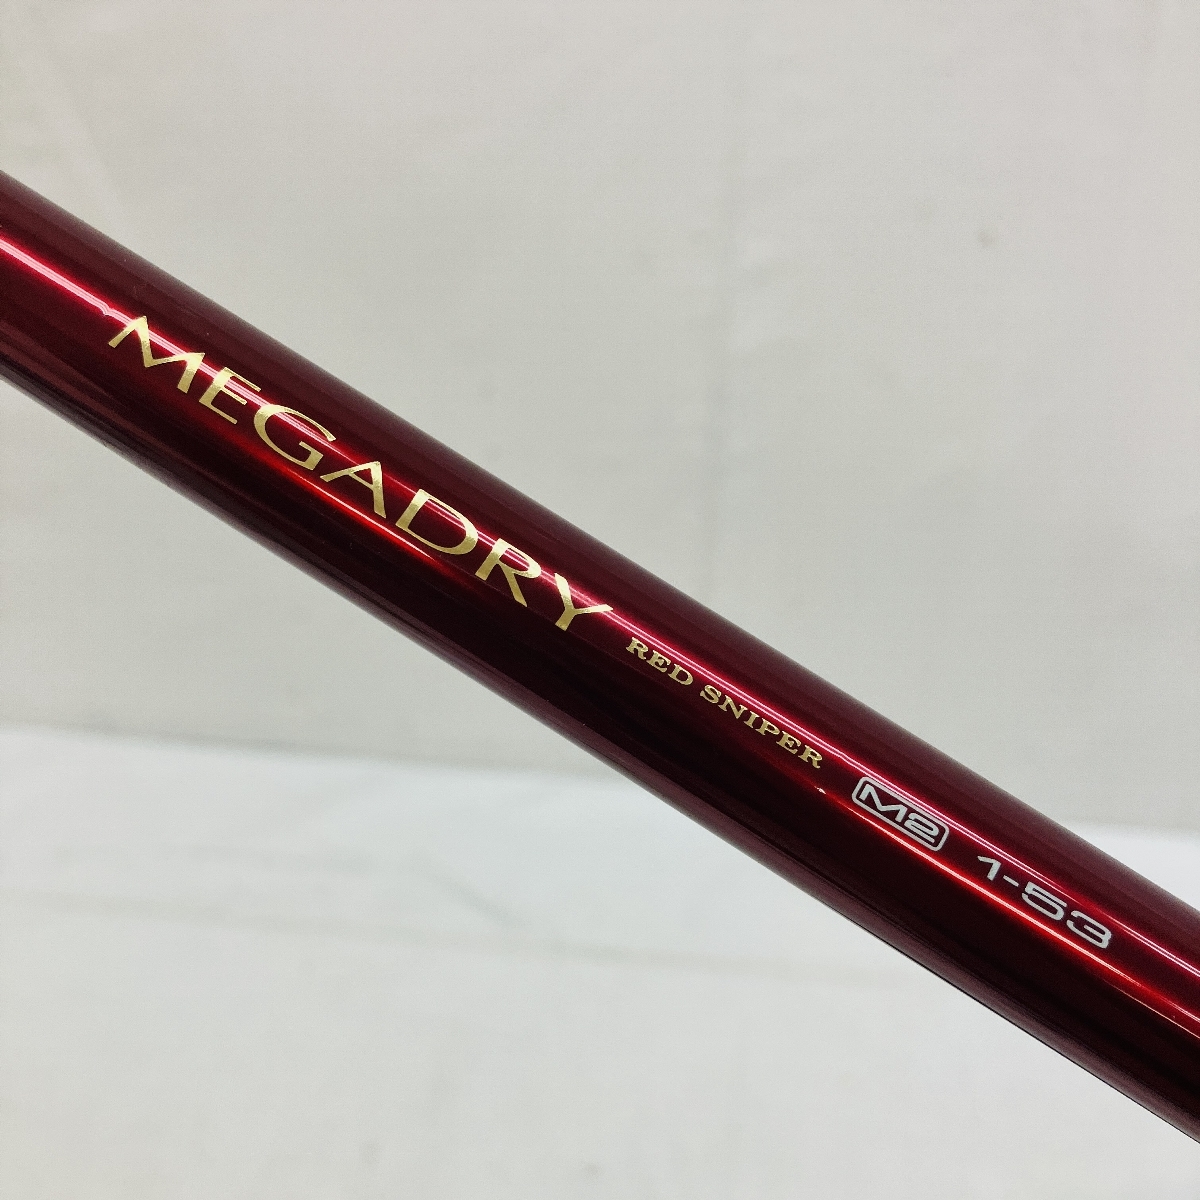 MEGADRY RED SNIPER M2 1-53